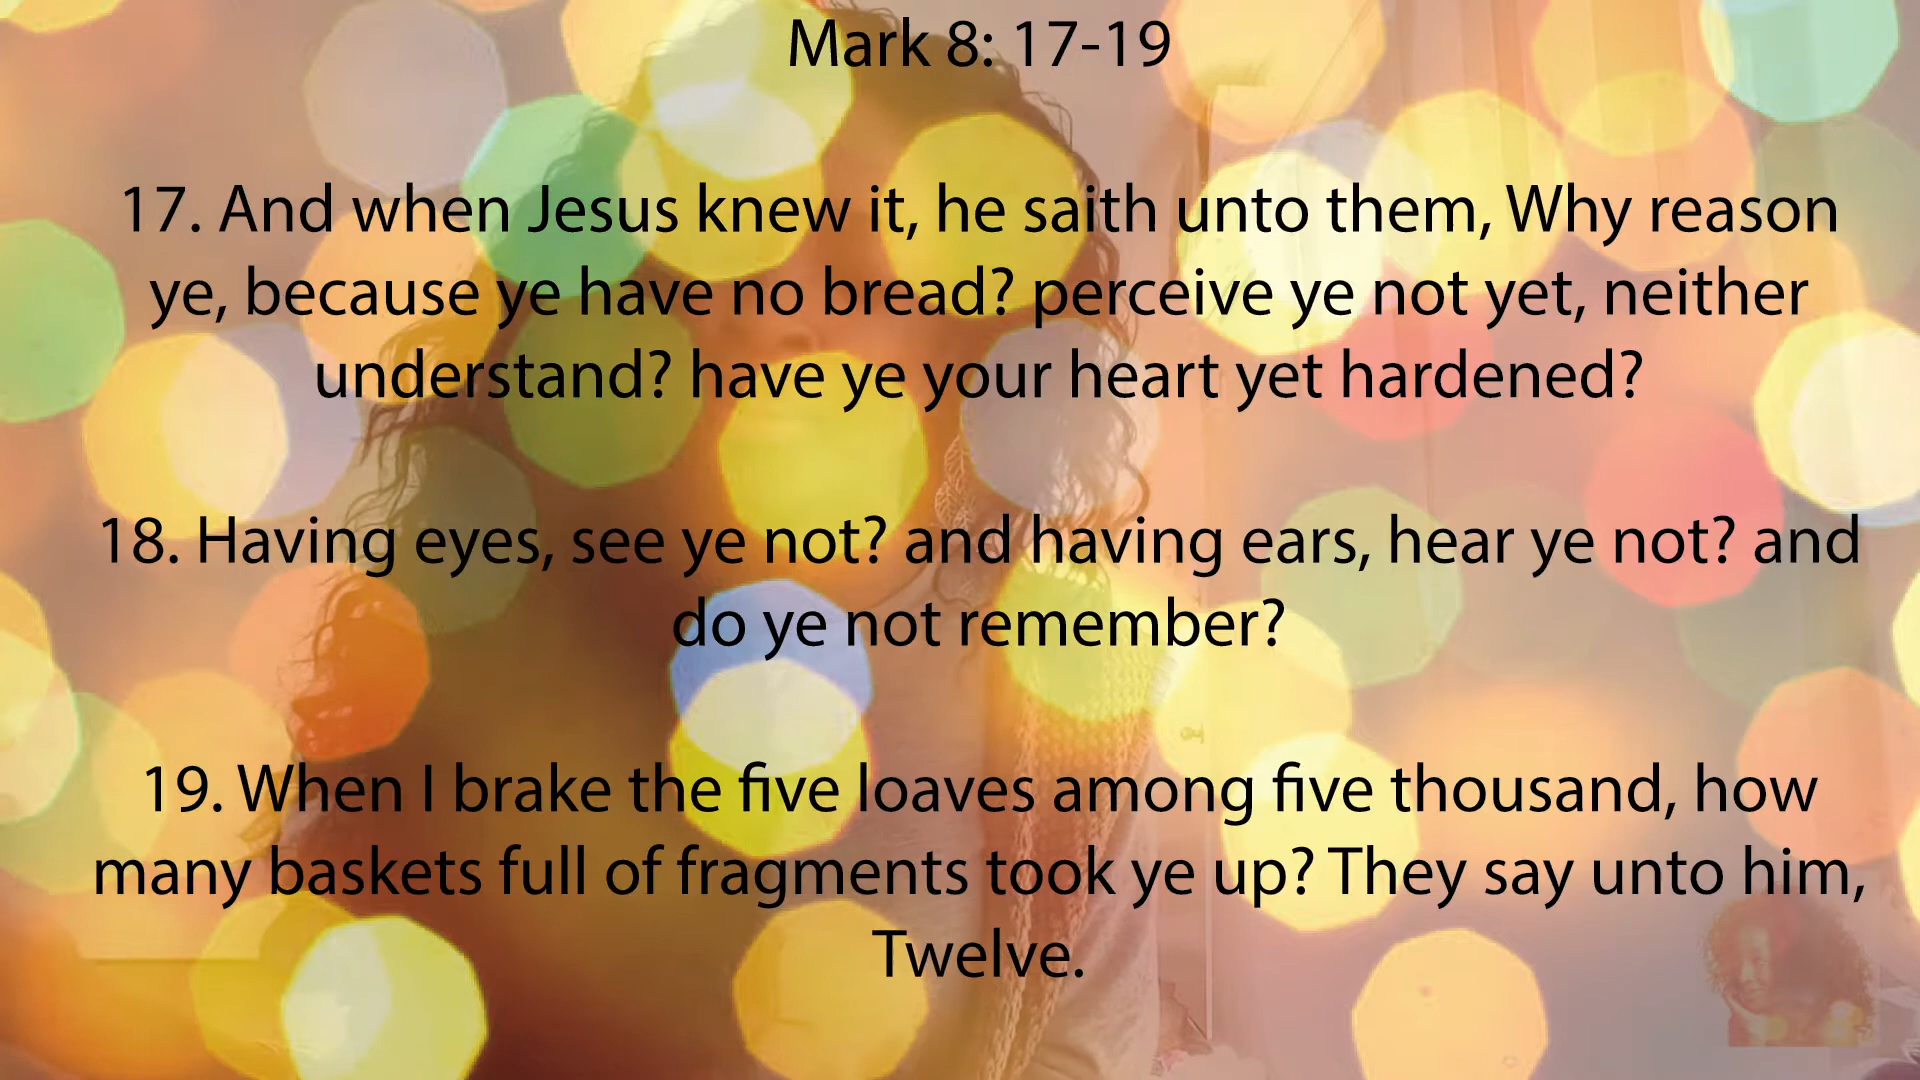 Mark 8: 17-19
17. And when Jesus knew it, he saith unto them, Why reason
ye, because ye have no bread? perceive ye not yet, neither
understand? have ye your heart yet hardened?
18. Having eyes, see ye not? and having ears, hear ye not? and
do ye not remember?
19. When I brake the five loaves among five thousand, how
many baskets full of fragments took ye up? They say unto him,
Twelve.